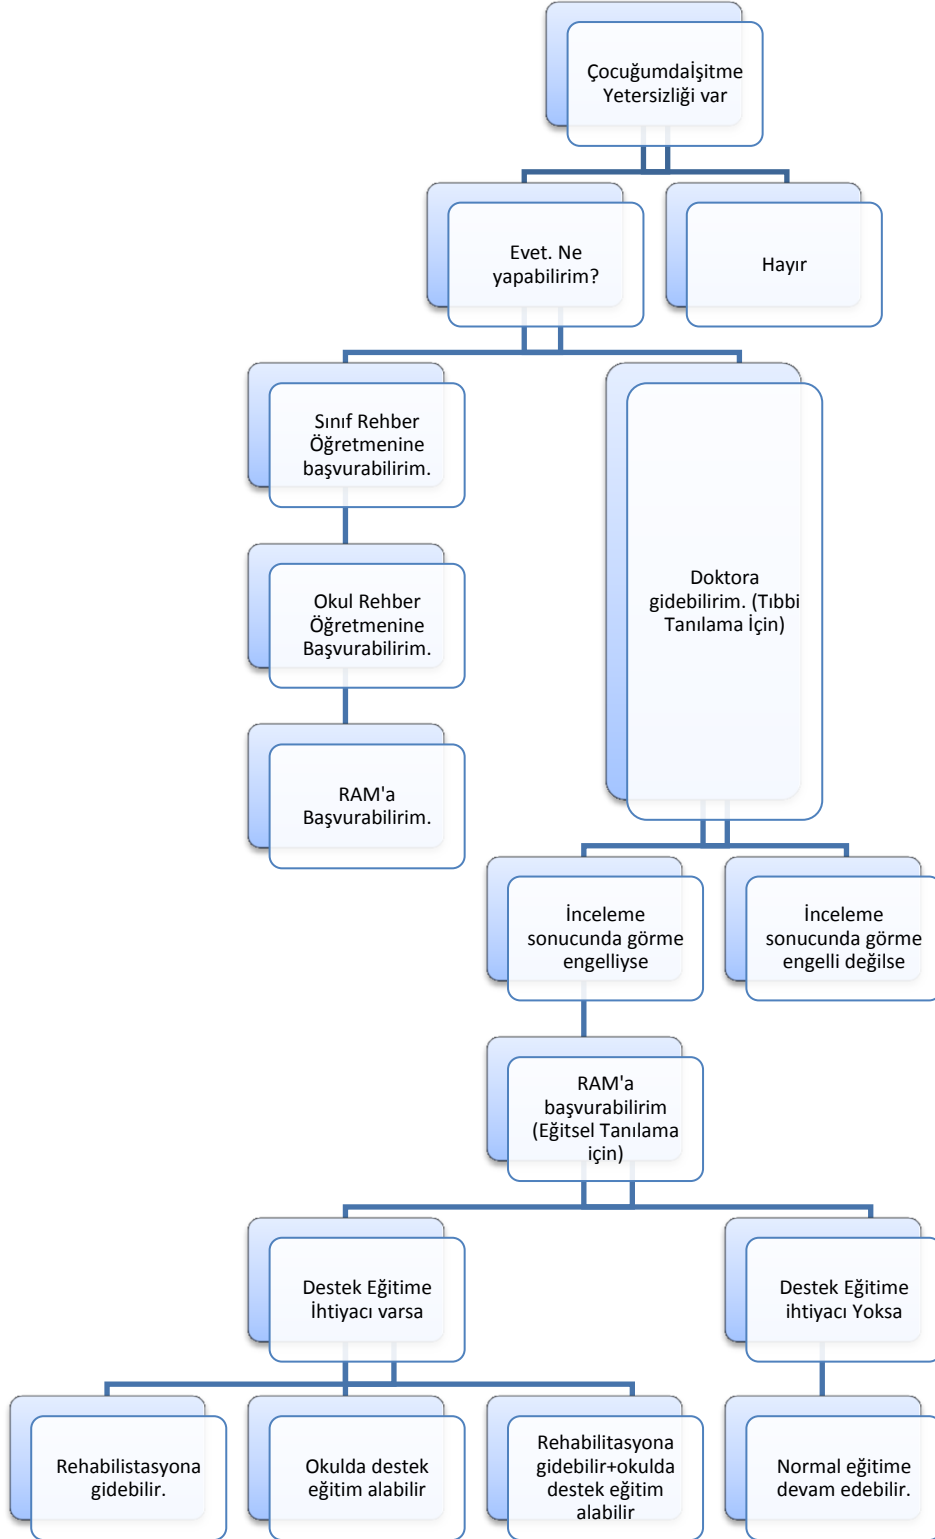 Çocuğumdaİşitme
Yetersizliği var
Evet. Ne
yapabilirim?
Hayır
Sınıf Rehber
Öğretmenine
başvurabilirim.
Okul Rehber
Öğretmenine
Başvurabilirim.
RAM'a
Başvurabilirim.
Doktora
gidebilirim. (Tıbbi
Tanılama İçin)
İnceleme
sonucunda görme
engelliyse
İnceleme
sonucunda görme
engelli değilse
RAM'a
başvurabilirim
(Eğitsel Tanılama
için)
Destek Eğitime
İhtiyacı varsa
Destek Eğitime
ihtiyacı Yoksa
Rehabilistasyona
gidebilir.
Okulda destek
eğitim alabilir
Rehabilitasyona
gidebilir+okulda
destek eğitim
alabilir
Normal eğitime
devam edebilir.